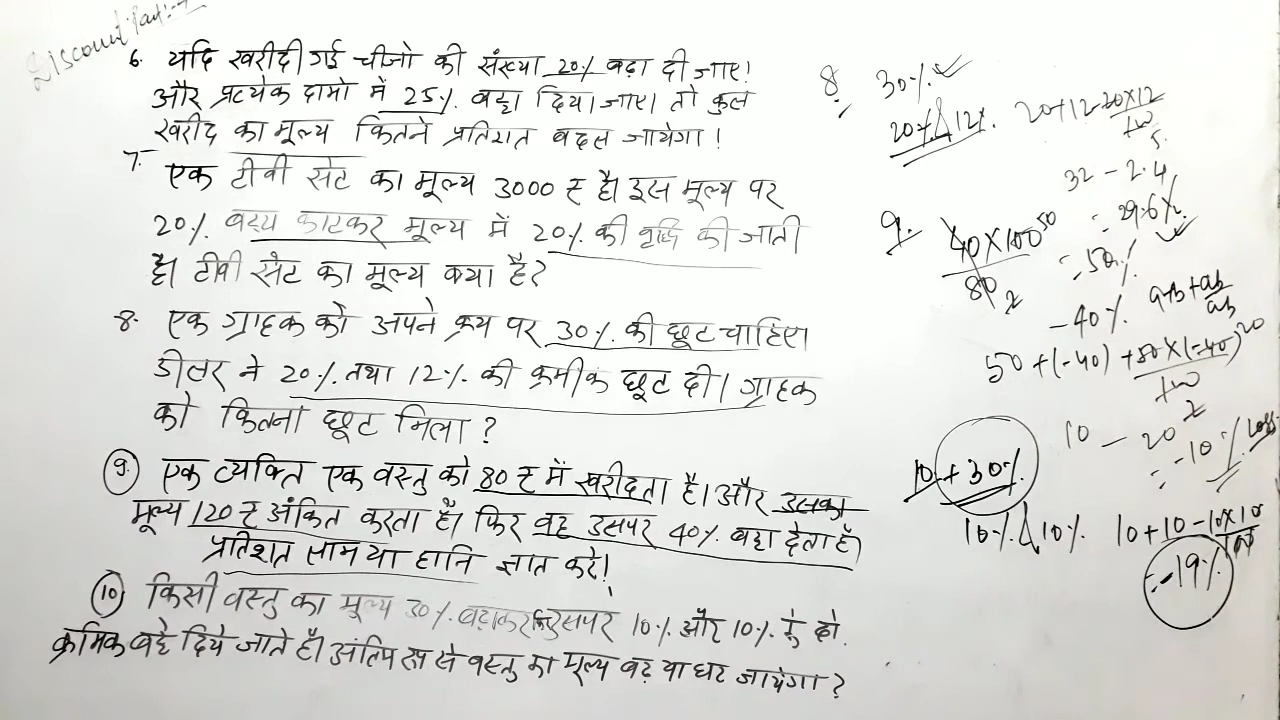 Discount Part:-
6. यदि खरीदी गई चीजो की संख्या 20% बढ़ा दी जाए।
और प्रत्येक दामो में 25% बट्टा दिया जाए। तो कुल
खरीद का मूल्य कितने प्रतिशत बदल जायेगा!
7. एक टीवी सेट का मूल्य 3000 ₹ है। इस मूल्य पर
20% बट्टा काटकर मूल्य में 20% की वृद्धि की जाती
है। टीवी सेट का मूल्य क्या है?
8. एक ग्राहक को अपने क्रय पर 30% की छूट चाहिए।
डीलर ने 20% तथा 12% की क्रमीक छूट दी। ग्राहक
को कितना छूट मिला?
9. एक व्यक्ति एक वस्तु को 80 ₹ में खरीदता है। और उसका
मूल्य 120 ₹ अंकित करता है। फिर वह उसपर 40% बट्टा देता है।
प्रतिशत लाभ या हानि ज्ञात करे!
10 किसी वस्तु का मूल्य 30% बढ़ाकर उसपर 10% और 10% के दो
क्रमिक बट्टे दिये जाते है। अंतिम रूप से वस्तु का मूल्य बढ़ या घट जायेगा?
8. 30%
20% 12% 20+12-20×12/100
32-2.4
= 29.6%
9. 40×100/80 = 50%
-40% a+b+ab/
50+(-40)+50×(-40)/100
10-20
= -10% loss
10 +30%
10% 10% 10+10-10×10/100
-19%